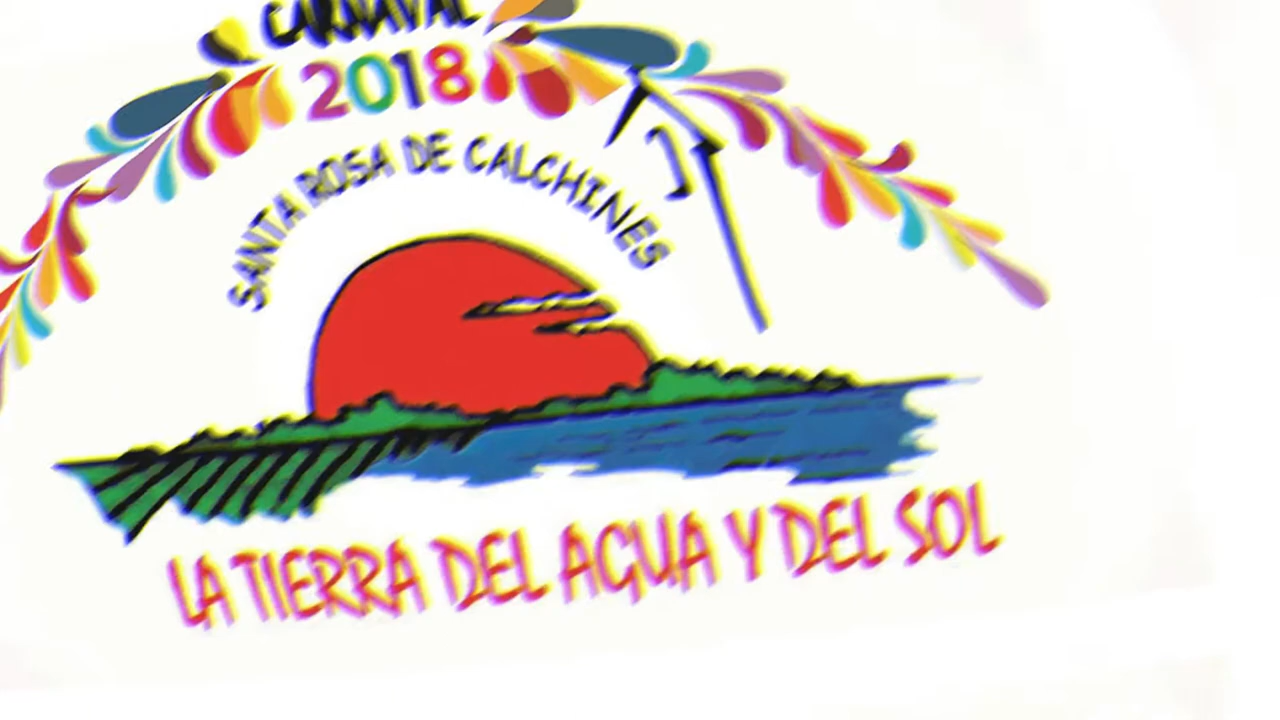 CARNAVAL
2018
SANTA ROSA DE CALCHINES
LA TIERRA DEL AGUA Y DEL SOL